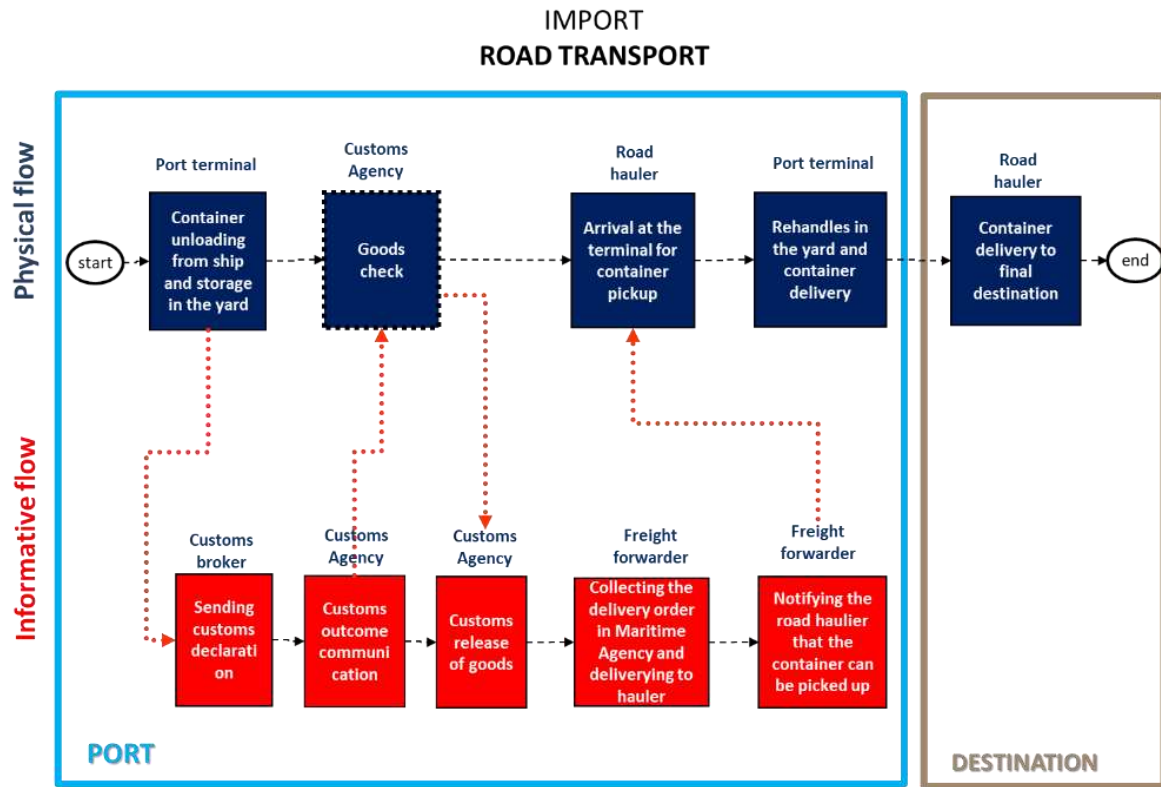 IMPORT
ROAD TRANSPORT
Physical flow
Port terminal
Customs
Agency
Road
hauler
Port terminal
Road
hauler
start
Container
unloading
from ship
and storage
in the yard
Goods
check
Arrival at the
terminal for
container
pickup
Rehandles in
the yard and
container
delivery
Container
delivery to
final
destination
end
Informative flow
Customs
broker
Customs
Agency
Customs
Agency
Freight
forwarder
Freight
forwarder
Sending
customs
declarati
on
Customs
outcome
communi
cation
Customs
release
of goods
Collecting the
delivery order
in Maritime
Agency and
deliverying to
hauler
Notifying the
road haulier
that the
container can
be picked up
PORT
DESTINATION